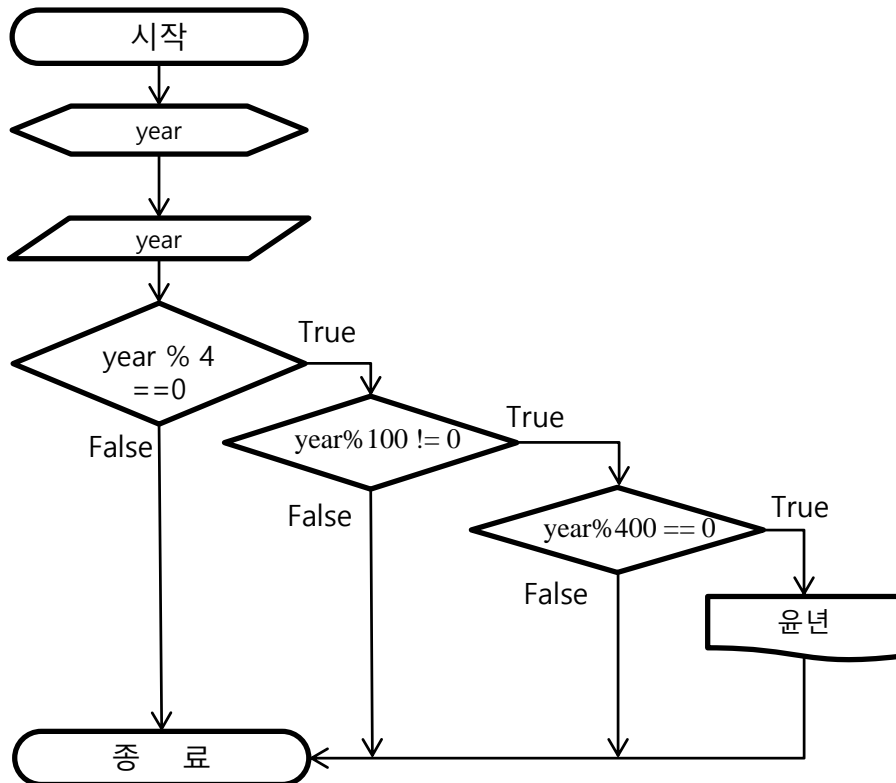 시작
year
year
year % 4
==0
True
False
year%100 != 0
True
False
year%400 == 0
True
False
윤년
종 료